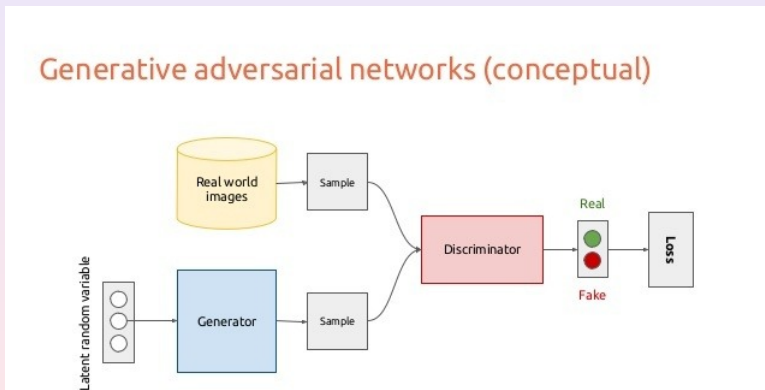 Generative adversarial networks (conceptual)
Real world
images
Sample
Real
Discriminator
Loss
Fake
Latent random variable
Generator
Sample